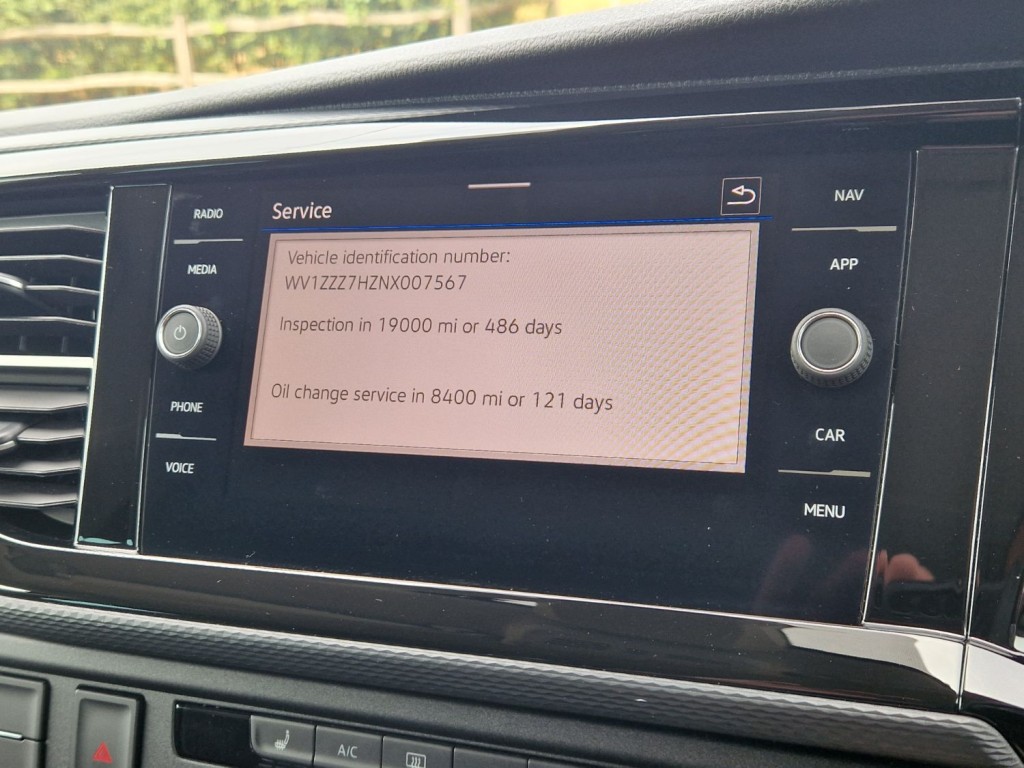 RADIO
MEDIA
PHONE
VOICE
Service
Vehicle identification number:
WV1ZZZ7HZNX007567
Inspection in 19000 mi or 486 days
Oil change service in 8400 mi or 121 days
NAV
APP
CAR
MENU
A/C